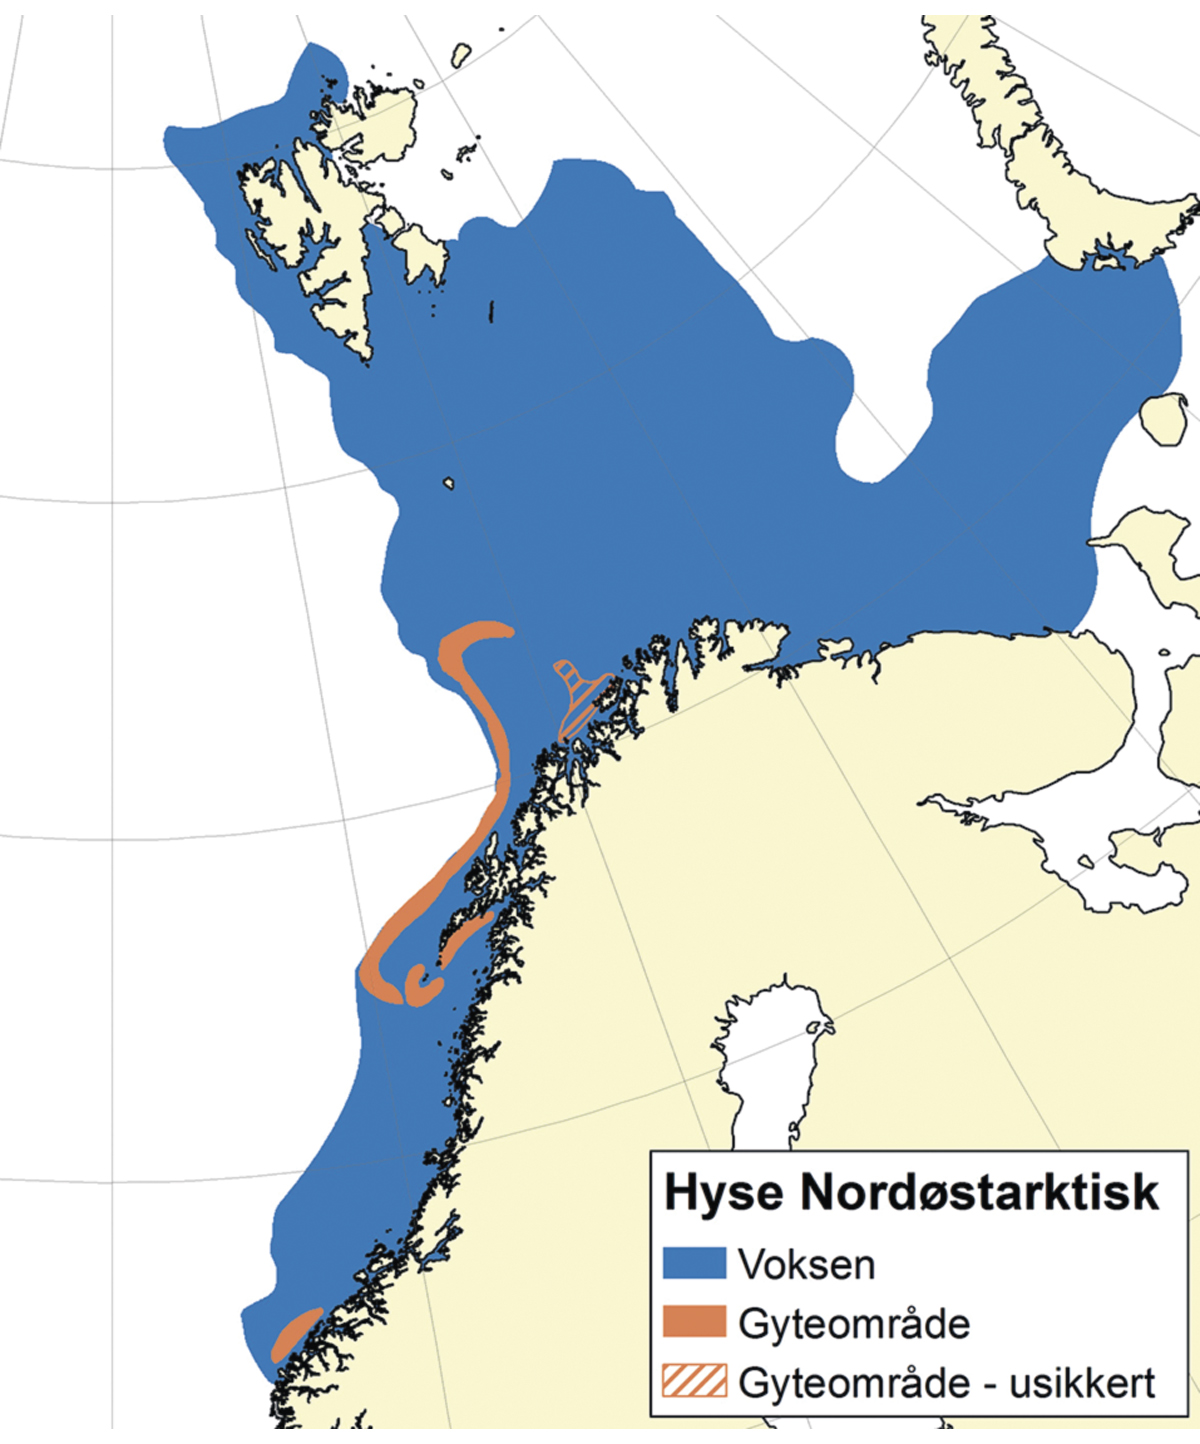 Hyse Nordøstarktisk
Voksen
Gyteområde
Gyteområde - usikkert